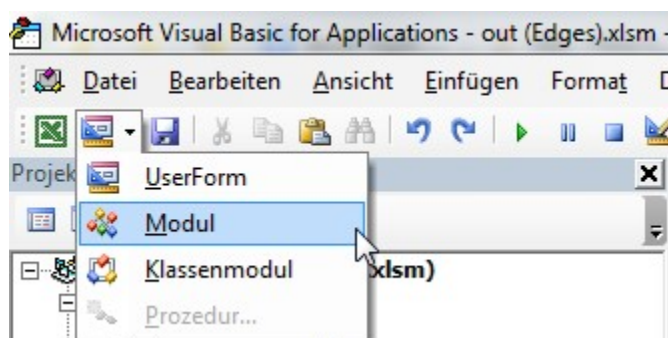 Microsoft Visual Basic for Applications - out (Edges).xlsm -
Datei Bearbeiten Ansicht Einfügen Format
Projek
UserForm
Modul
Klassenmodul
xlsm)
Prozedur...